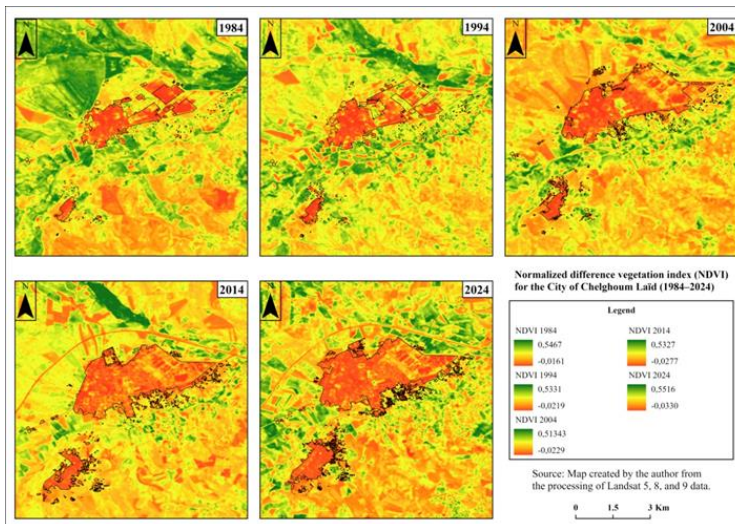 N
1984
N
1994
N
2004
N
2014
N
2024
Normalized difference vegetation index (NDVI)
for the City of Chelghoum Laïd (1984–2024)
Legend
NDVI 1984
0,5467
-0,0161
NDVI 1994
0,5331
-0,0219
NDVI 2004
0,51343
-0,0229
NDVI 2014
0,5327
-0,0277
NDVI 2024
0,5516
-0,0330
Source: Map created by the author from
the processing of Landsat 5, 8, and 9 data.
0 1.5 3 Km